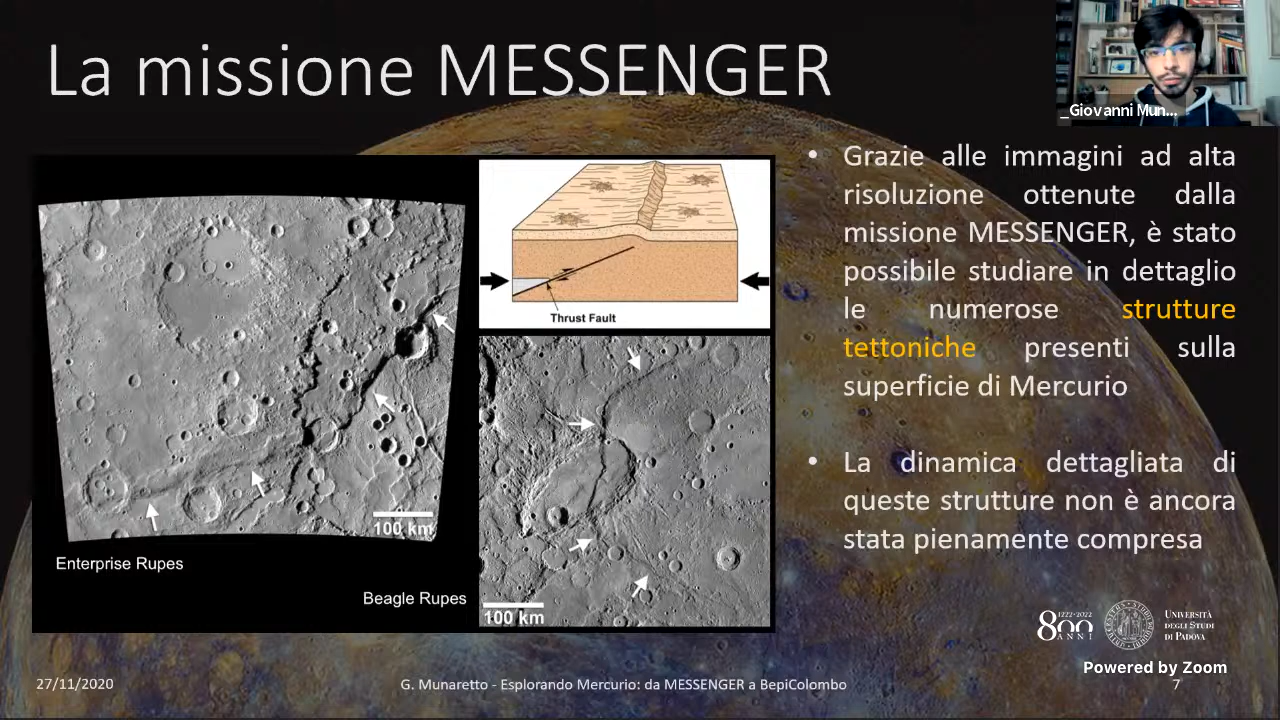 La missione MESSENGER
_Giovanni Mun...
Thrust Fault
100 km
100 km
Enterprise Rupes
Beagle Rupes
• Grazie alle immagini ad alta
risoluzione ottenute dalla
missione MESSENGER, è stato
possibile studiare in dettaglio
le numerose strutture
tettoniche presenti sulla
superficie di Mercurio
• La dinamica dettagliata di
queste strutture non è ancora
stata pienamente compresa
1222•2022
800
ANNI
UNIVERSITÀ
DEGLI STUDI
DI PADOVA
Powered by Zoom
27/11/2020
G. Munaretto - Esplorando Mercurio: da MESSENGER a BepiColombo
7